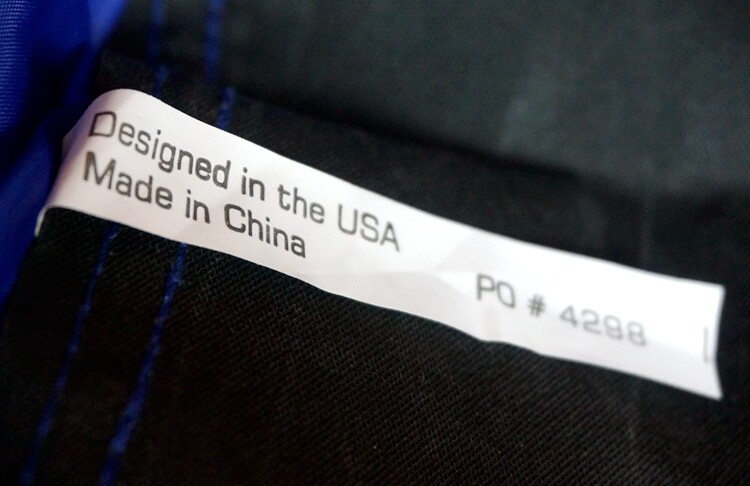 Designed in the USA
Made in China
PO # 4298